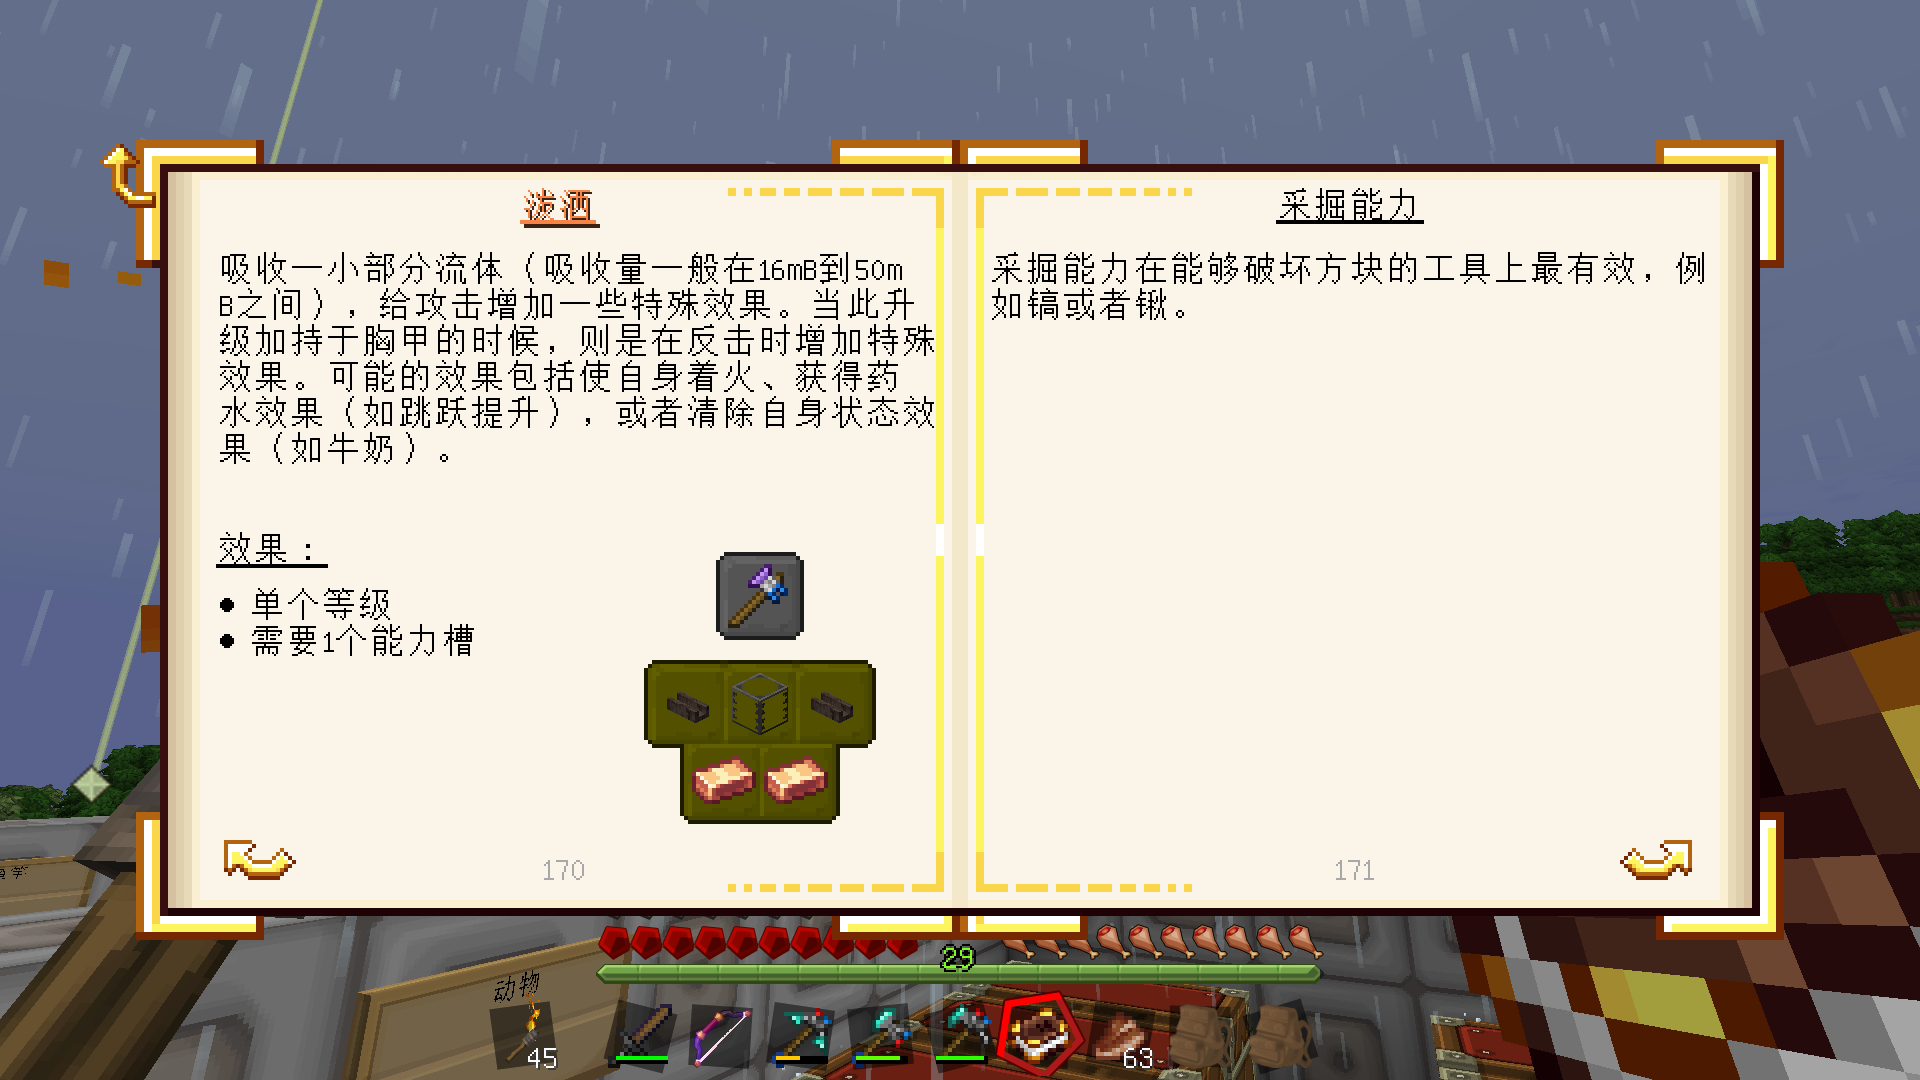 泼洒
吸收一小部分流体（吸收量一般在16mB到50m
B之间），给攻击增加一些特殊效果。当此升
级加持于胸甲的时候，则是在反击时增加特殊
效果。可能的效果包括使自身着火、获得药
水效果（如跳跃提升），或者清除自身状态效
果（如牛奶）。
效果：
● 单个等级
● 需要1个能力槽
170
采掘能力
采掘能力在能够破坏方块的工具上最有效，例
如镐或者锹。
171
29
动物
45
63